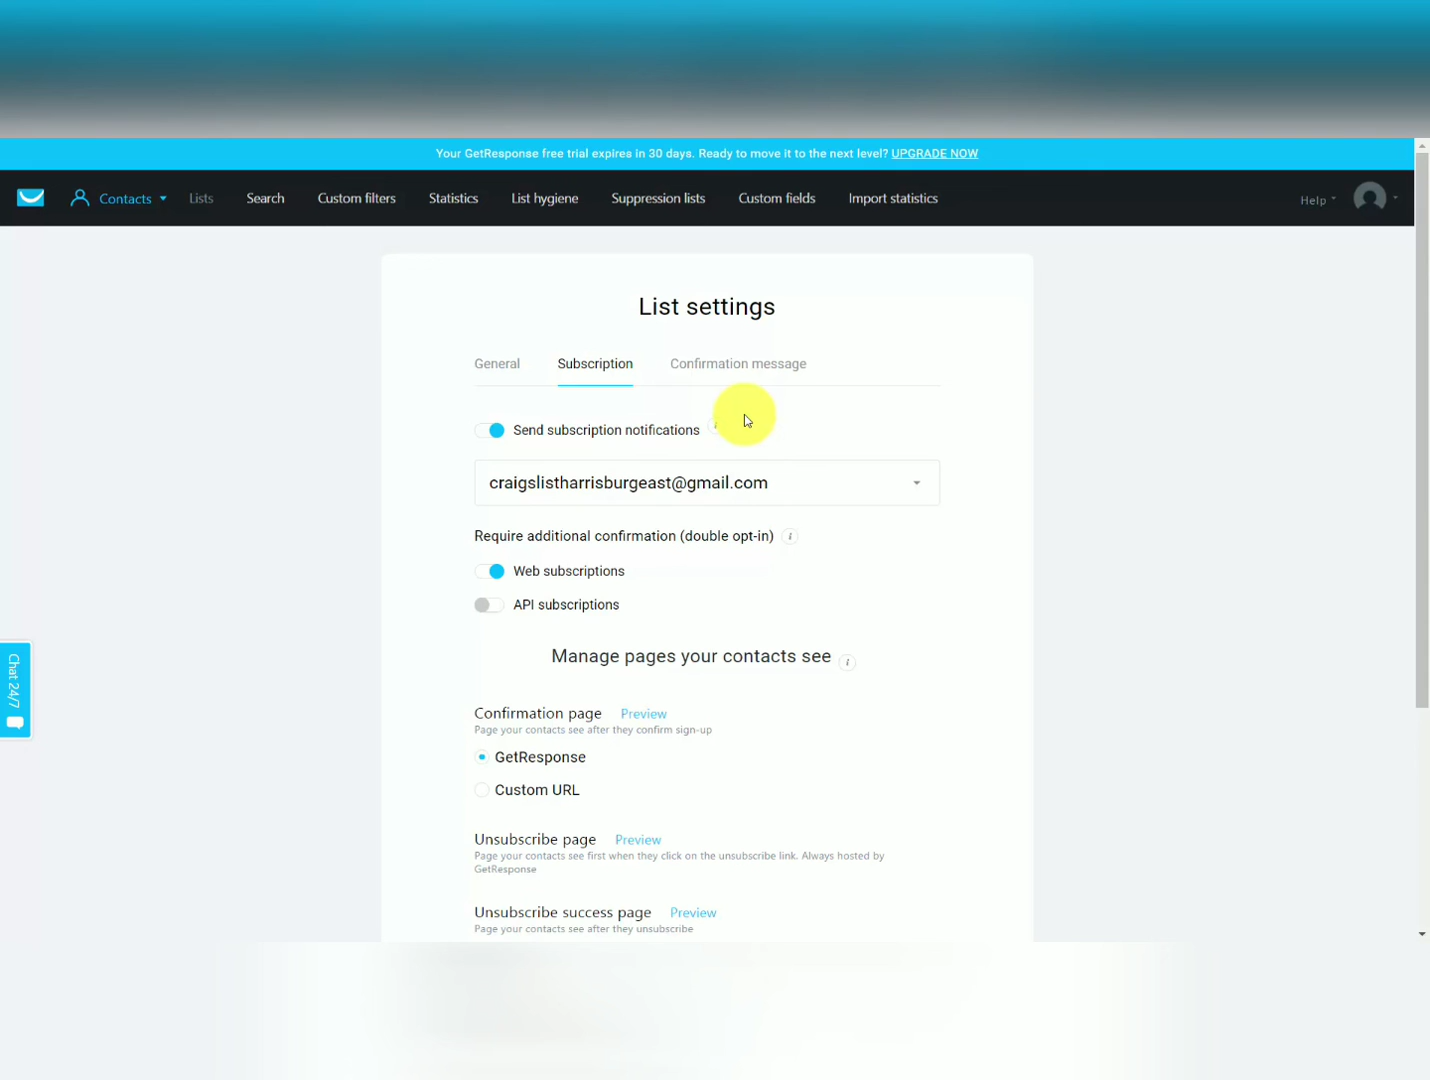 Your GetResponse free trial expires in 30 days. Ready to move it to the next level? UPGRADE NOW
Contacts Lists Search Custom filters Statistics List hygiene Suppression lists Custom fields Import statistics Help
List settings
General Subscription Confirmation message
Send subscription notifications
craigslistharrisburgeast@gmail.com
Require additional confirmation (double opt-in) i
Web subscriptions
API subscriptions
Manage pages your contacts see i
Chat 24/7
Confirmation page Preview
Page your contacts see after they confirm sign-up
GetResponse
Custom URL
Unsubscribe page Preview
Page your contacts see first when they click on the unsubscribe link. Always hosted by
GetResponse
Unsubscribe success page Preview
Page your contacts see after they unsubscribe